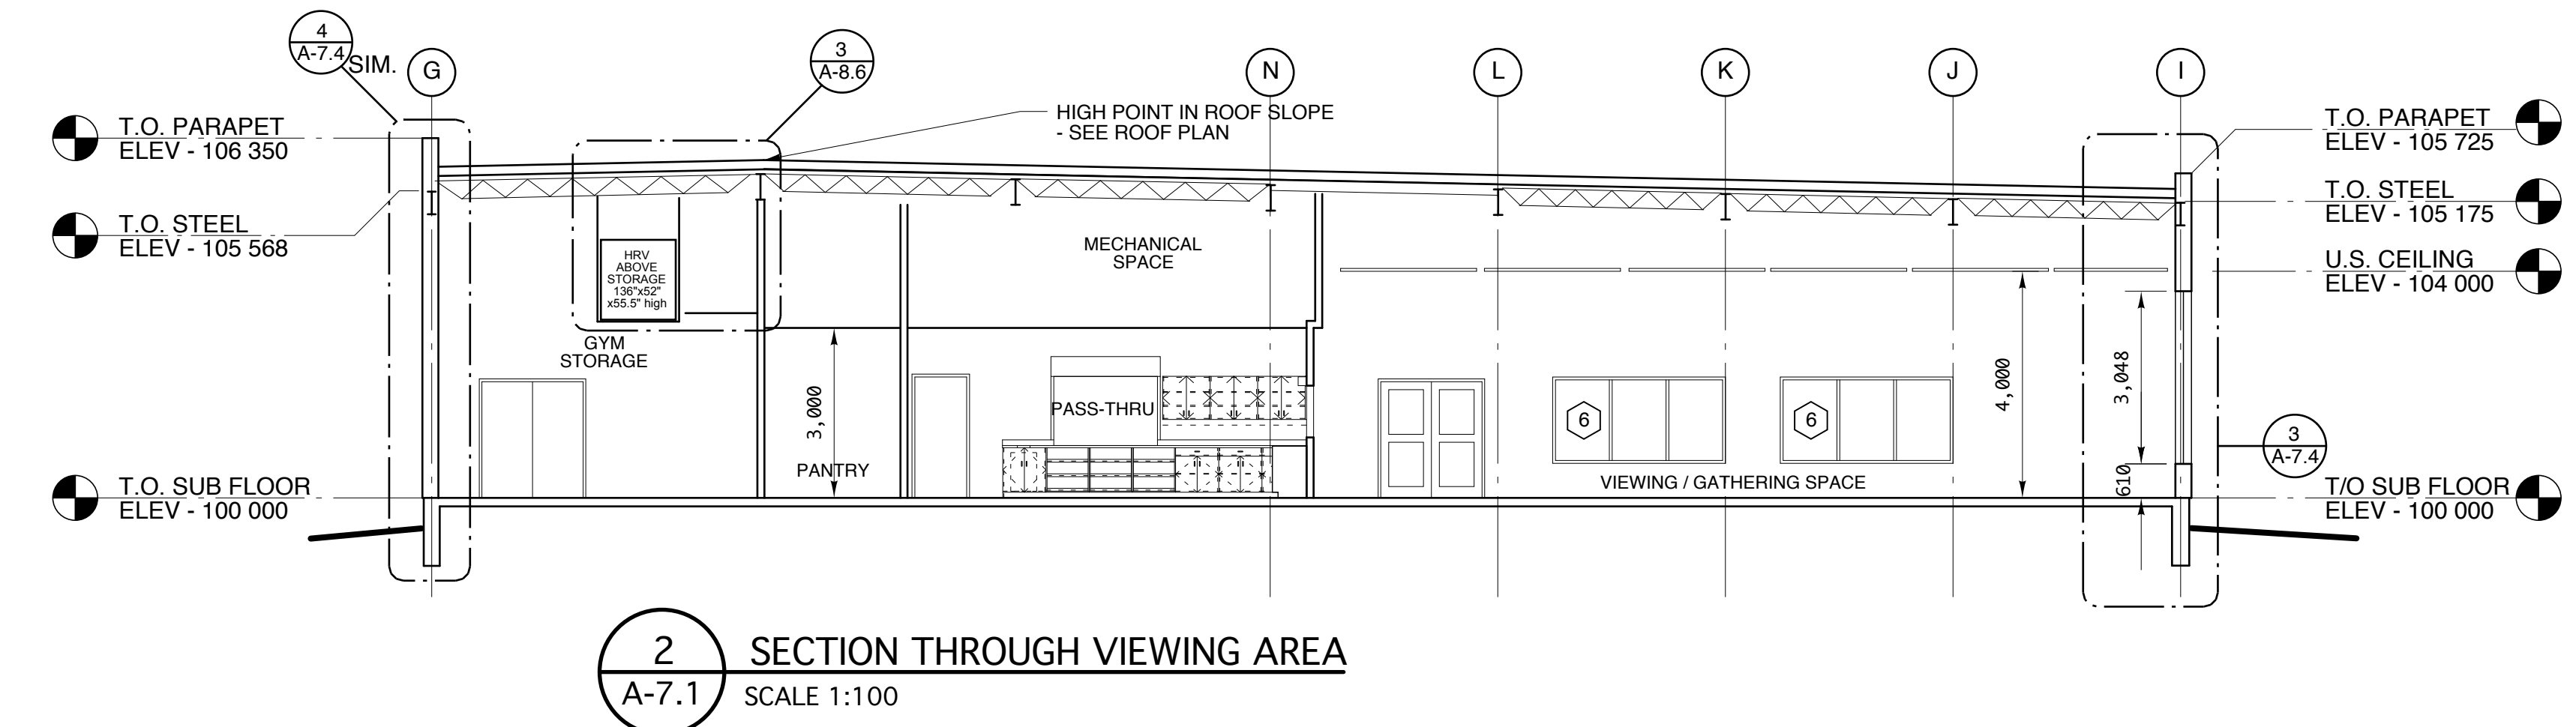 4
A-7.4
SIM.
G
3
A-8.6
N
L
K
J
I
HIGH POINT IN ROOF SLOPE
- SEE ROOF PLAN
T.O. PARAPET
ELEV - 106 350
T.O. PARAPET
ELEV - 105 725
T.O. STEEL
ELEV - 105 568
T.O. STEEL
ELEV - 105 175
U.S. CEILING
ELEV - 104 000
MECHANICAL
SPACE
HRV
ABOVE
STORAGE
136"x52"
x55.5" high
GYM
STORAGE
3,000
PANTRY
PASS-THRU
6
6
VIEWING / GATHERING SPACE
4,000
3,048
610
3
A-7.4
T.O. SUB FLOOR
ELEV - 100 000
T/O SUB FLOOR
ELEV - 100 000
2
A-7.1
SECTION THROUGH VIEWING AREA
SCALE 1:100